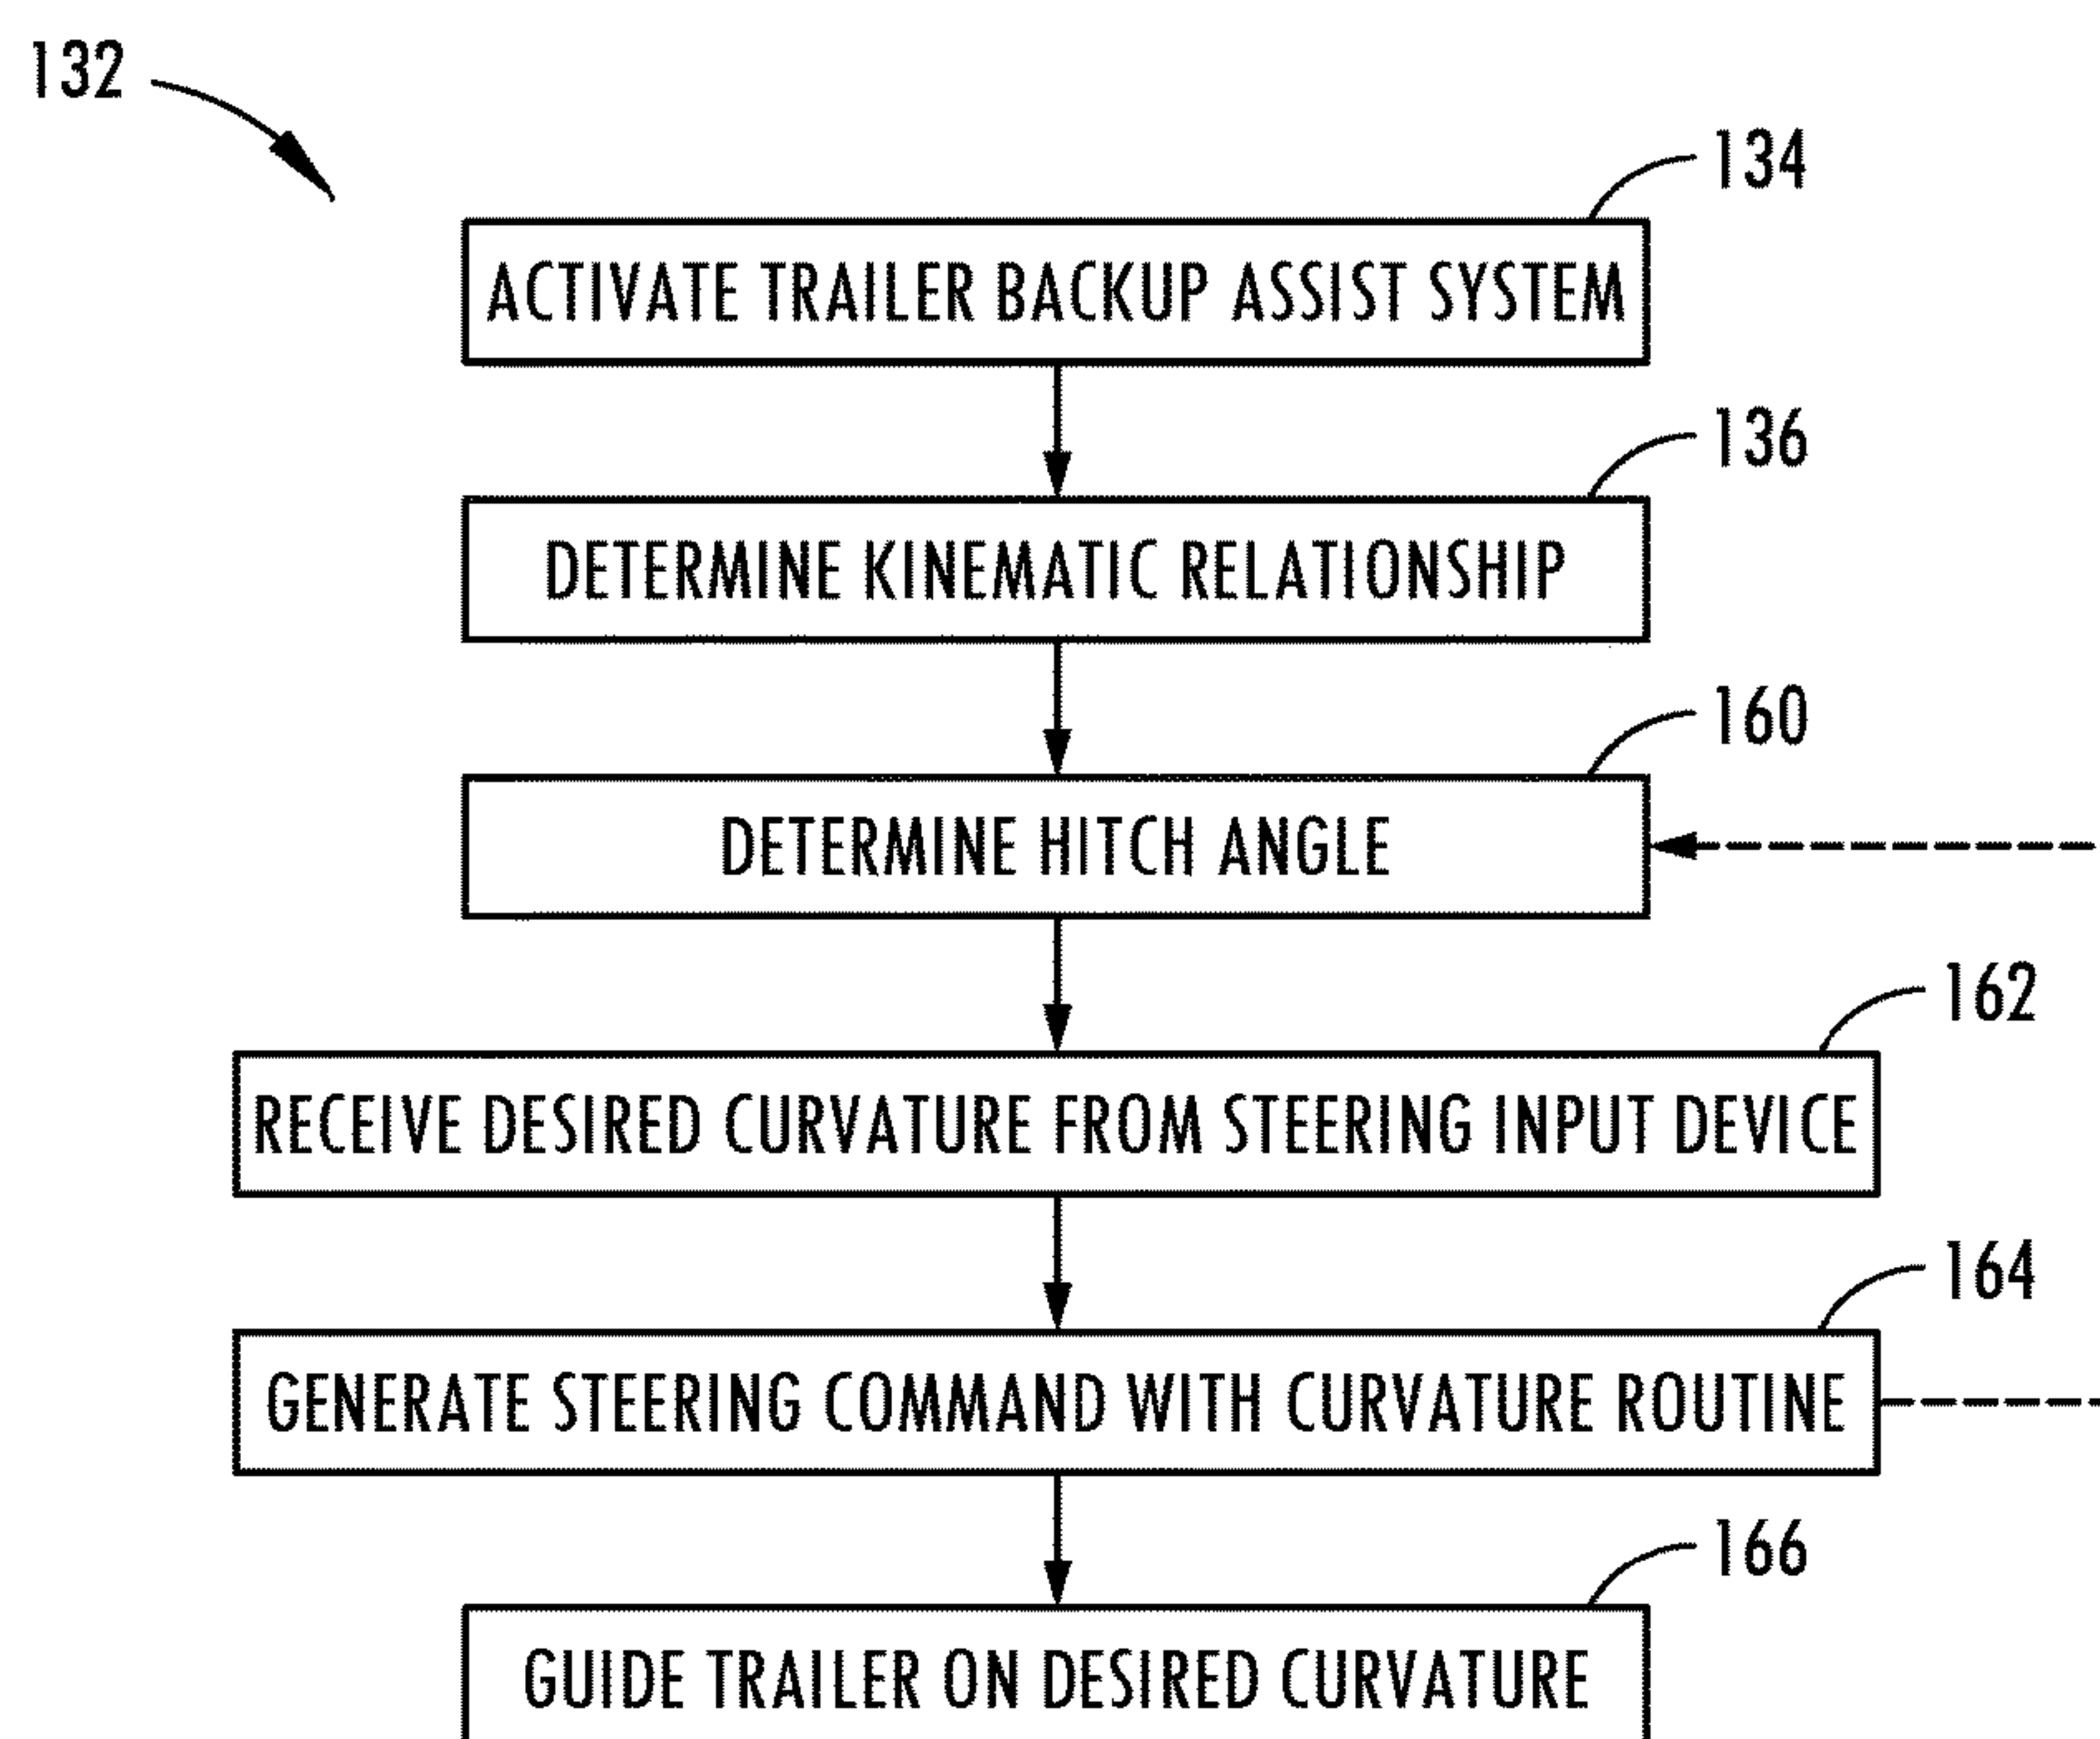 132
134
ACTIVATE TRAILER BACKUP ASSIST SYSTEM
136
DETERMINE KINEMATIC RELATIONSHIP
160
DETERMINE HITCH ANGLE
162
RECEIVE DESIRED CURVATURE FROM STEERING INPUT DEVICE
164
GENERATE STEERING COMMAND WITH CURVATURE ROUTINE
166
GUIDE TRAILER ON DESIRED CURVATURE